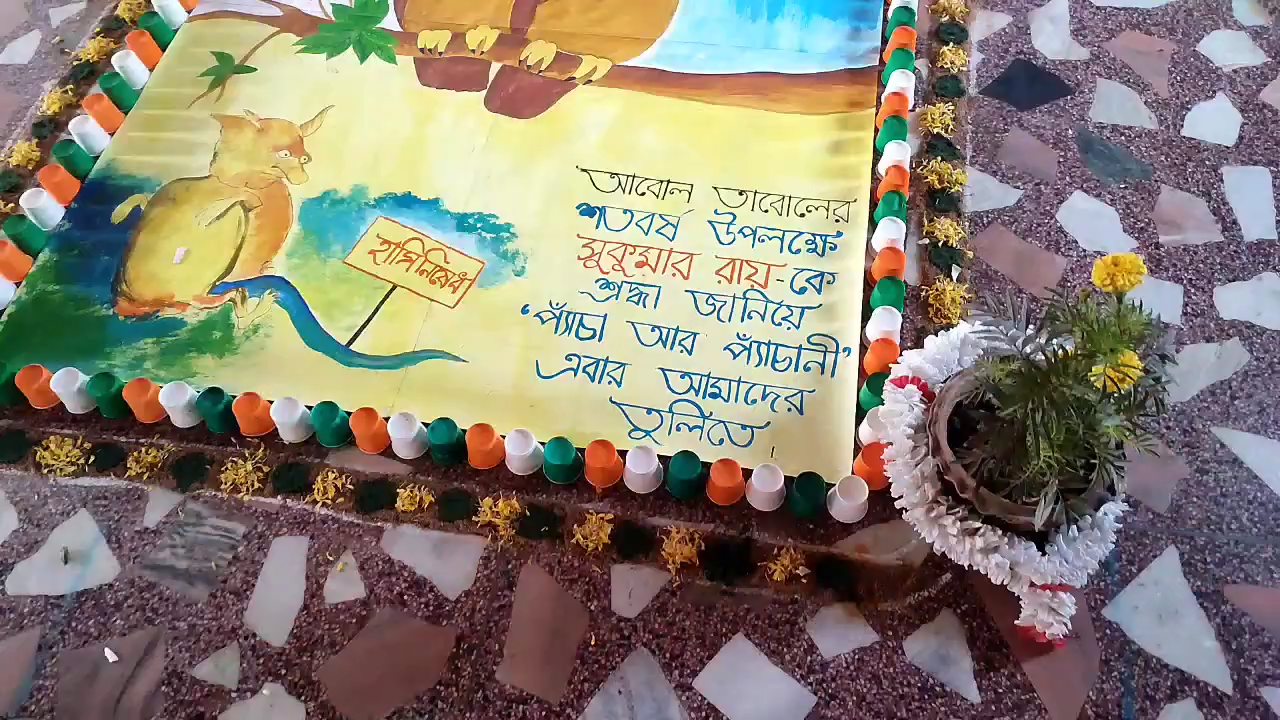 হাসিনিষেধ
আবোল তাবোলের
শতবর্ষ উপলক্ষে
সুকুমার রায়-কে
শ্রদ্ধা জানিয়ে
‘প্যাঁচা আর প্যাঁচানী’
এবার আমাদের
তুলিতে